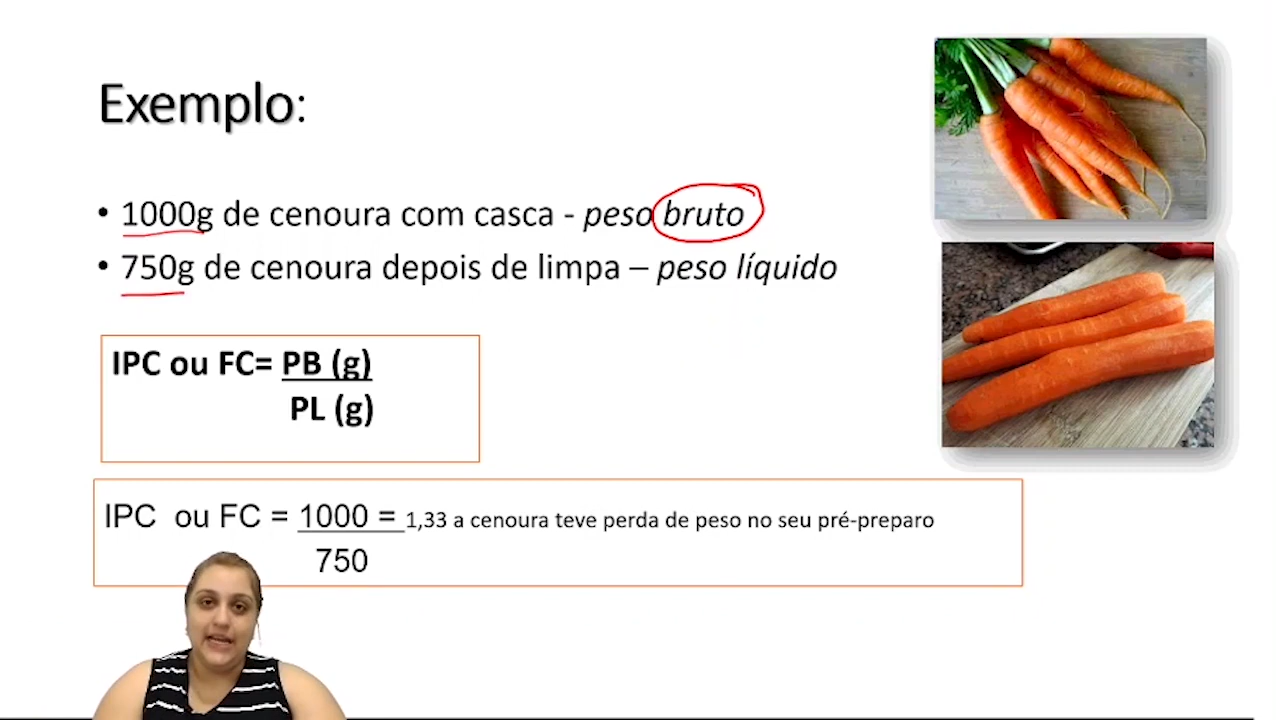 Exemplo:
• 1000g de cenoura com casca - peso bruto
• 750g de cenoura depois de limpa – peso líquido
IPC ou FC= PB (g)
PL (g)
IPC ou FC = 1000 = 1,33 a cenoura teve perda de peso no seu pré-preparo
750